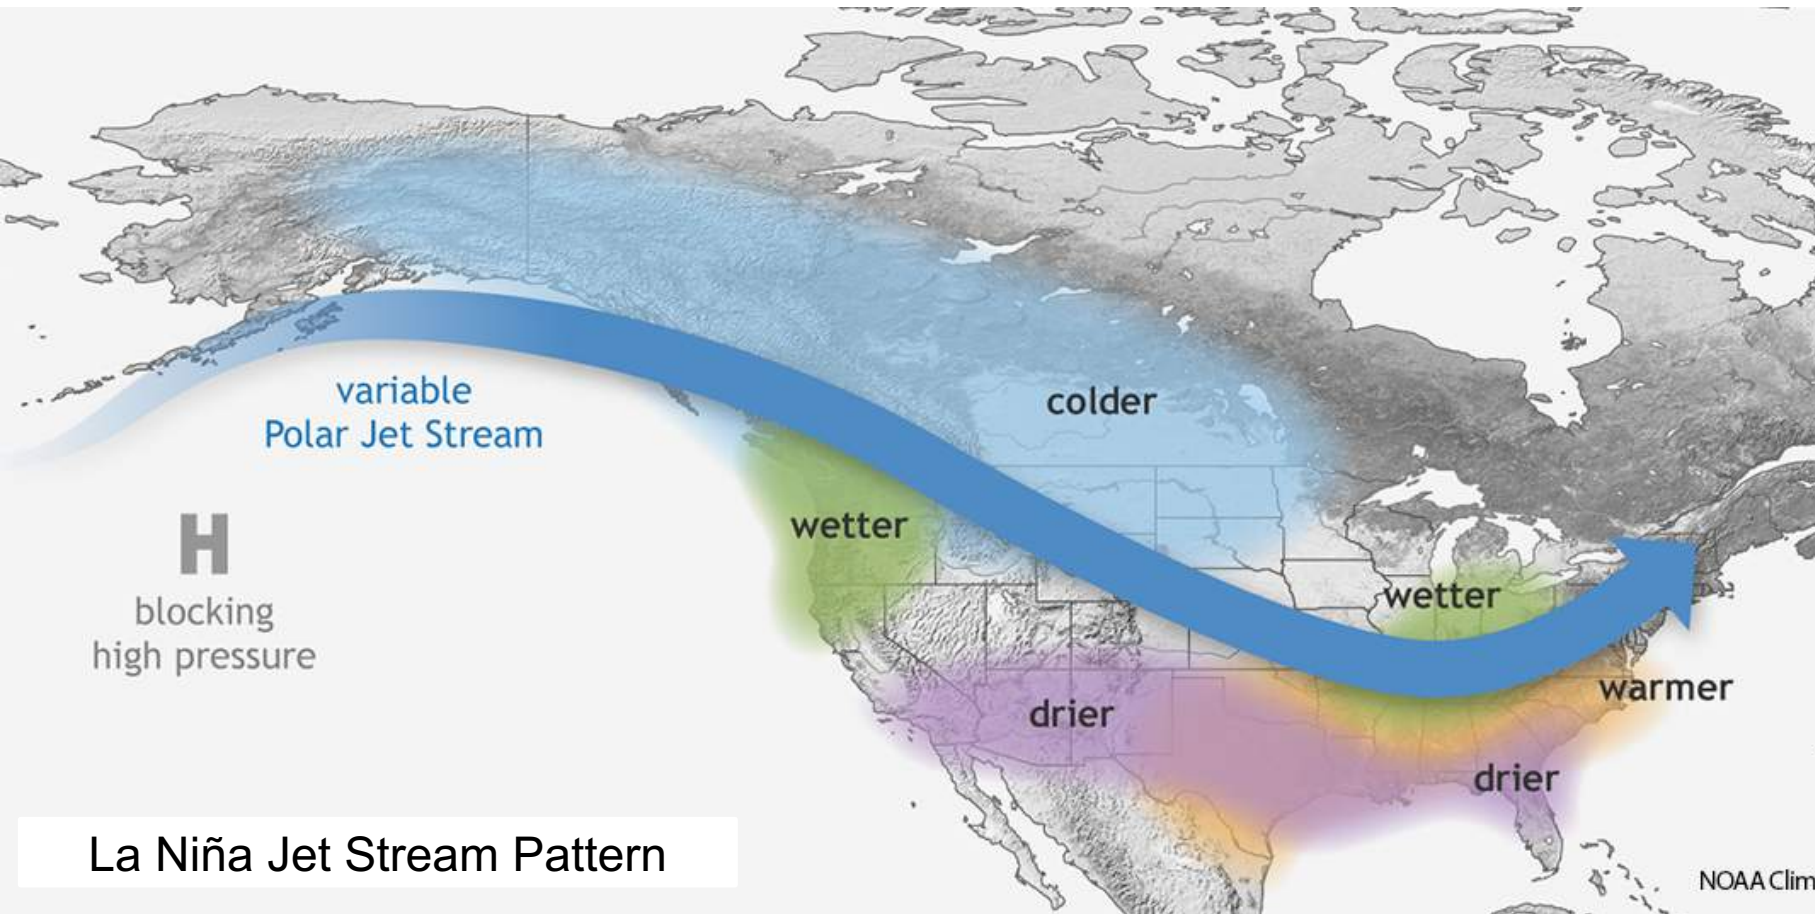 colder
variable
Polar Jet Stream
wetter
H
blocking
high pressure
wetter
warmer
drier
drier
La Niña Jet Stream Pattern
NOAA Clim